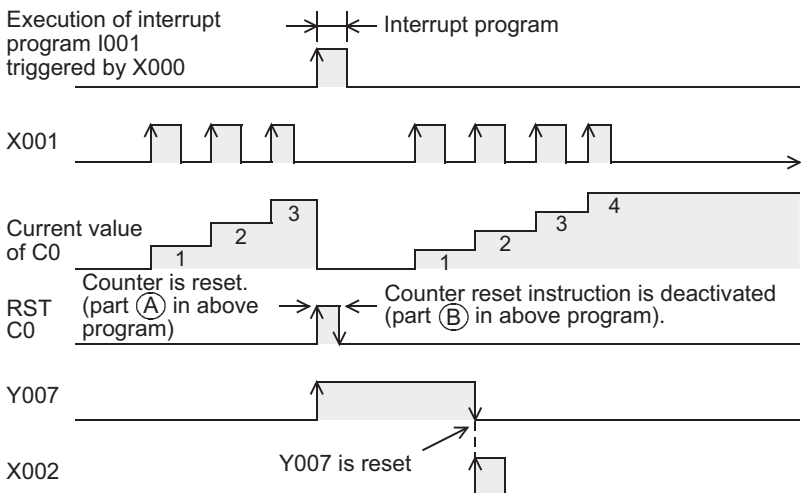 Execution of interrupt
program I001
triggered by X000
Interrupt program
X001
Current value
of C0
1
2
3
1
2
3
4
RST
C0
Counter is reset.
(part Ⓐ in above
program)
Counter reset instruction is deactivated
(part Ⓑ in above program).
Y007
Y007 is reset
X002